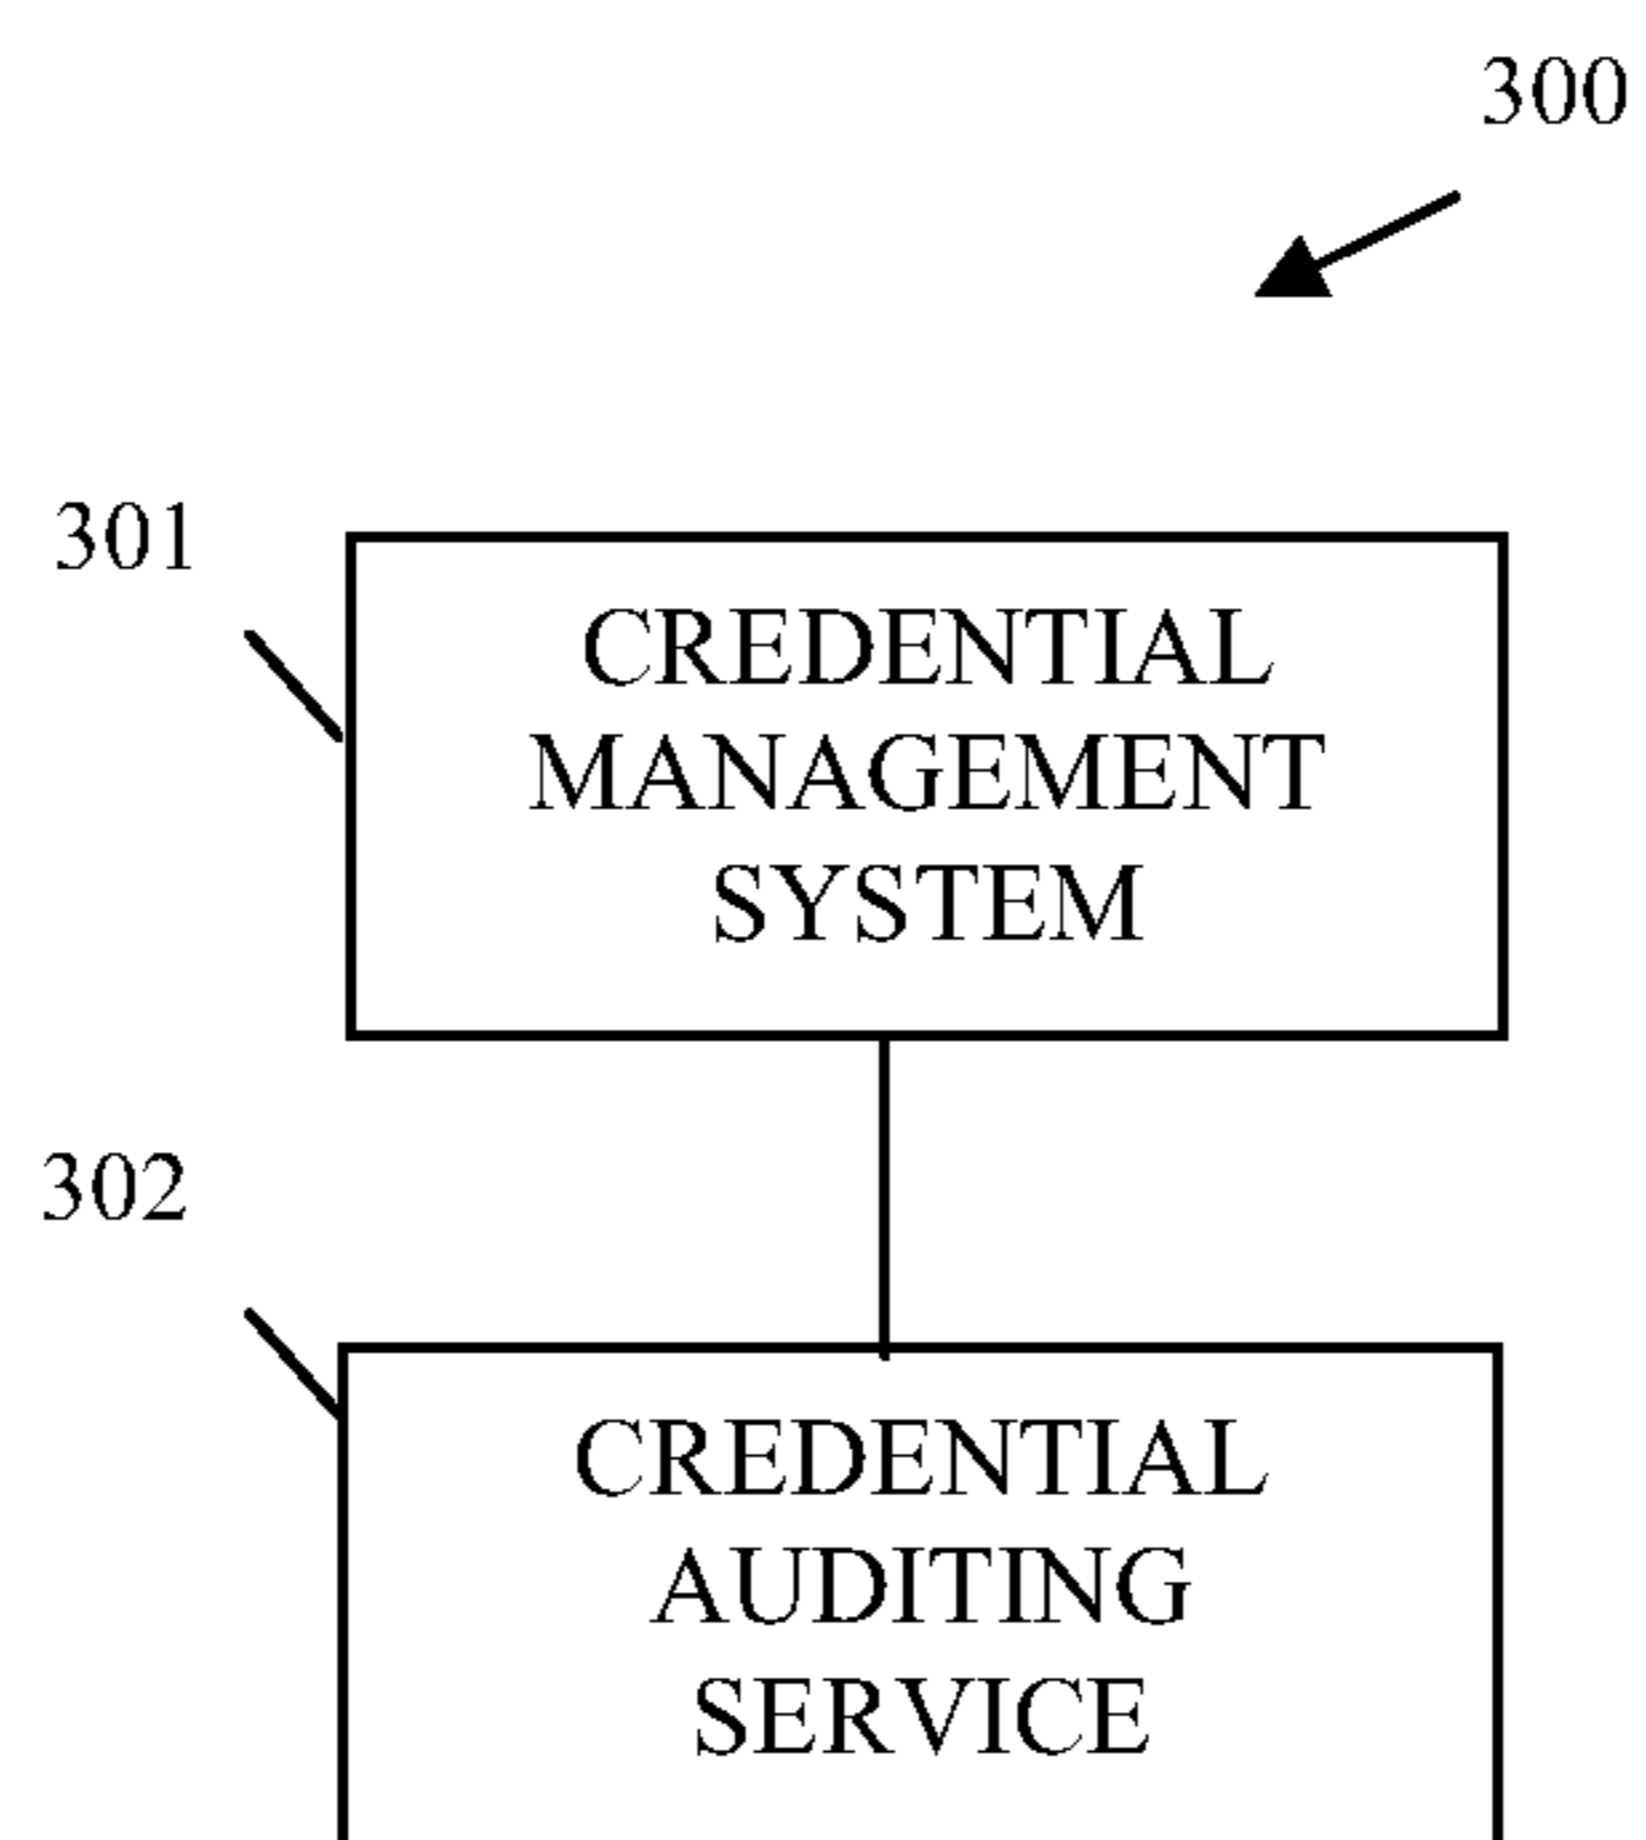 300
301
CREDENTIAL
MANAGEMENT
SYSTEM
302
CREDENTIAL
AUDITING
SERVICE